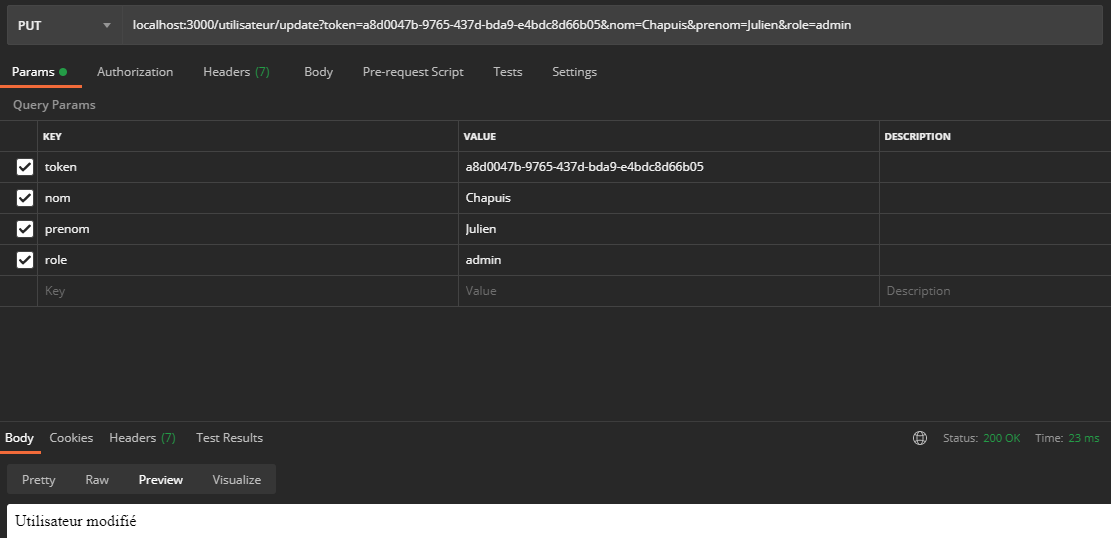 PUT localhost:3000/utilisateur/update?token=a8d0047b-9765-437d-bda9-e4bdc8d66b05&nom=Chapuis&prenom=Julien&role=admin
Params Authorization Headers (7) Body Pre-request Script Tests Settings
Query Params
KEY VALUE DESCRIPTION
token a8d0047b-9765-437d-bda9-e4bdc8d66b05
nom Chapuis
prenom Julien
role admin
Key Value Description
Body Cookies Headers (7) Test Results Status: 200 OK Time: 23 ms
Pretty Raw Preview Visualize
Utilisateur modifié